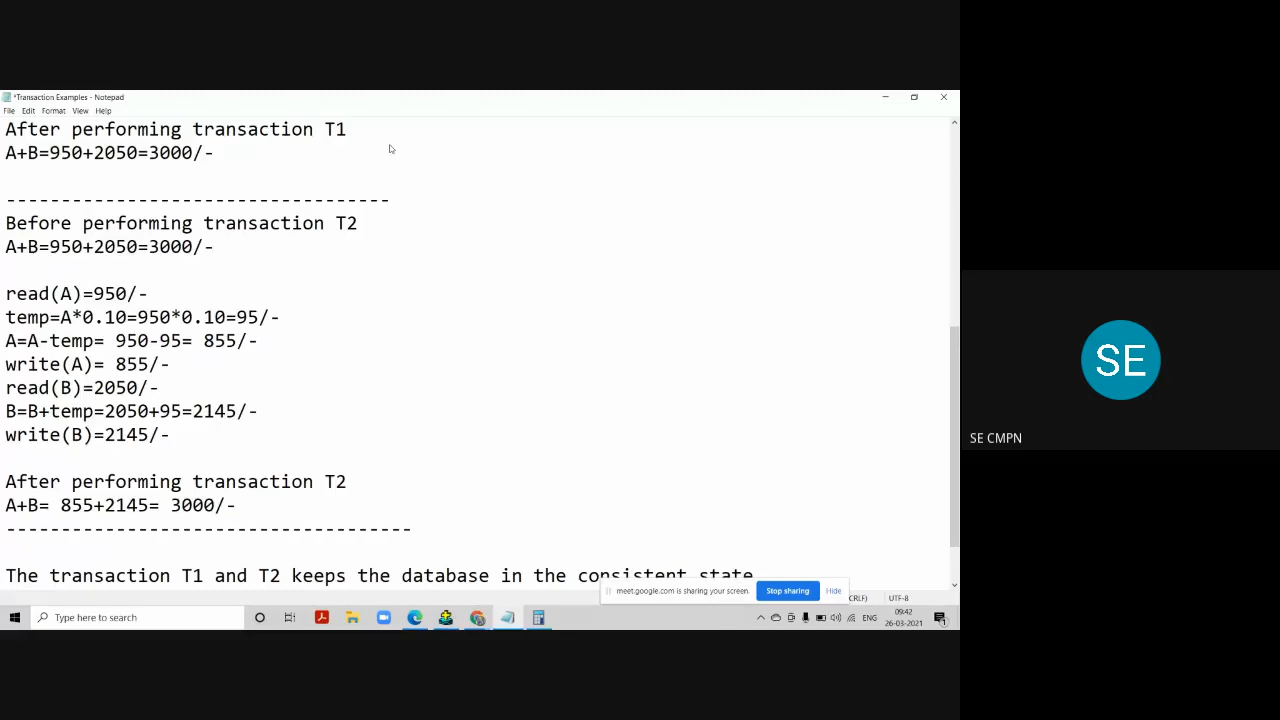 *Transaction Examples - Notepad
File Edit Format View Help
After performing transaction T1
A+B=950+2050=3000/-
-----------------------------------
Before performing transaction T2
A+B=950+2050=3000/-
read(A)=950/-
temp=A*0.10=950*0.10=95/-
A=A-temp= 950-95= 855/-
write(A)= 855/-
read(B)=2050/-
B=B+temp=2050+95=2145/-
write(B)=2145/-
After performing transaction T2
A+B= 855+2145= 3000/-
-------------------------------------
The transaction T1 and T2 keeps the database in the consistent state
meet.google.com is sharing your screen. Stop sharing Hide
CRLF) UTF-8
Type here to search
ENG
09:42
26-03-2021
1
SE
SE CMPN